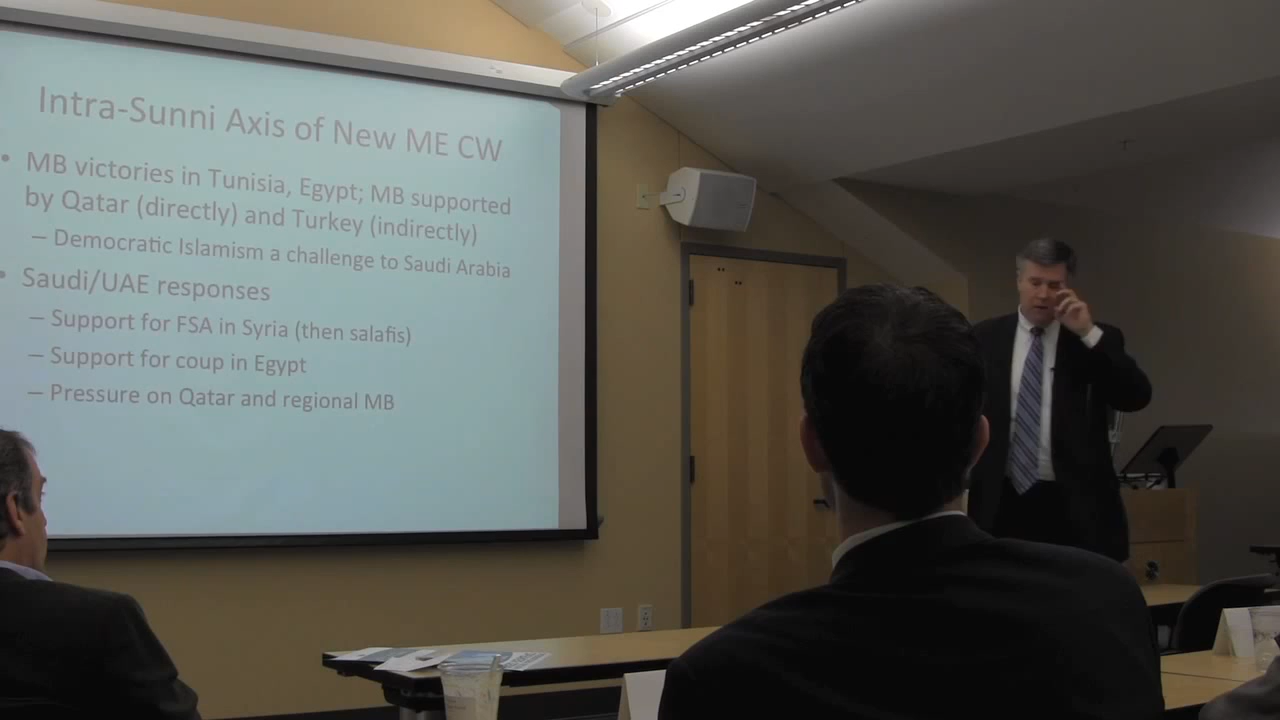 Intra-Sunni Axis of New ME CW
• MB victories in Tunisia, Egypt; MB supported
by Qatar (directly) and Turkey (indirectly)
– Democratic Islamism a challenge to Saudi Arabia
• Saudi/UAE responses
– Support for FSA in Syria (then salafis)
– Support for coup in Egypt
– Pressure on Qatar and regional MB